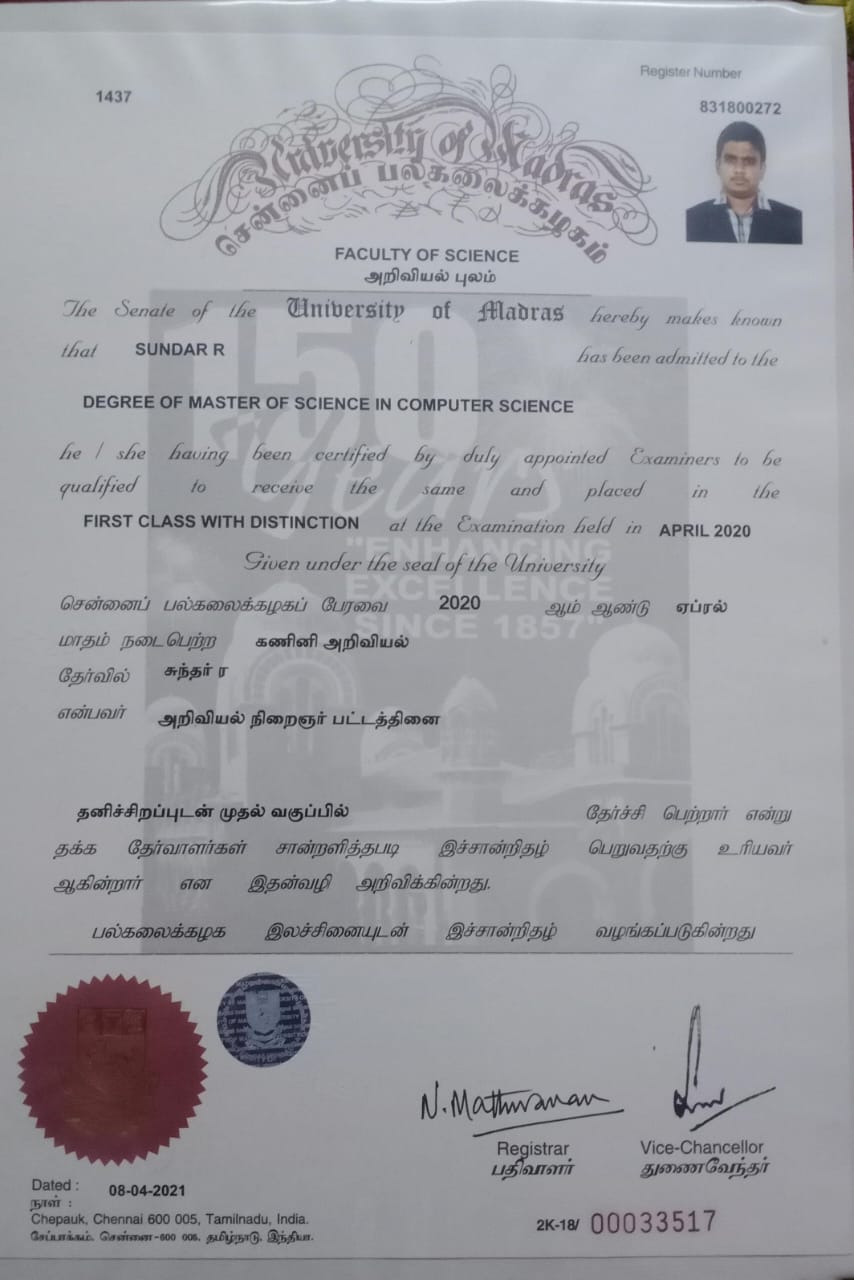 Register Number
1437
831800272
University of Madras
சென்னைப் பல்கலைக்கழகம்
FACULTY OF SCIENCE
அறிவியல் புலம்
The Senate of the University of Madras hereby makes known
that SUNDAR R has been admitted to the
DEGREE OF MASTER OF SCIENCE IN COMPUTER SCIENCE
he / she having been certified by duly appointed Examiners to be
qualified to receive the same and placed in the
FIRST CLASS WITH DISTINCTION at the Examination held in APRIL 2020
Given under the seal of the University
150
Years
"ENHANCING
EXCELLENCE
SINCE 1857"
சென்னைப் பல்கலைக்கழகப் பேரவை 2020 ஆம் ஆண்டு ஏப்ரல்
மாதம் நடைபெற்ற கணினி அறிவியல்
தேர்வில் சுந்தர் ர
என்பவர் அறிவியல் நிறைஞர் பட்டத்தினை
தனிச்சிறப்புடன் முதல் வகுப்பில் தேர்ச்சி பெற்றார் என்று
தக்க தேர்வாளர்கள் சான்றளித்தபடி இச்சான்றிதழ் பெறுவதற்கு உரியவர்
ஆகின்றார் என இதன்வழி அறிவிக்கின்றது.
பல்கலைக்கழக இலச்சினையுடன் இச்சான்றிதழ் வழங்கப்படுகின்றது
N. Mathivanan
Registrar
பதிவாளர்
Vice-Chancellor
துணைவேந்தர்
Dated : 08-04-2021
நாள் :
Chepauk, Chennai 600 005, Tamilnadu, India.
சேப்பாக்கம், சென்னை-600 005, தமிழ்நாடு, இந்தியா.
2K-18/ 00033517